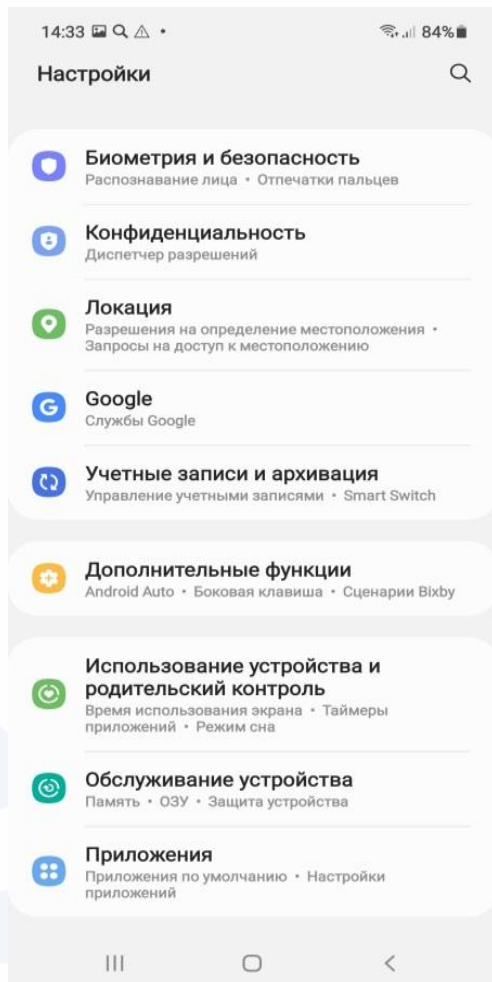 14:33
84%
Настройки
Биометрия и безопасность
Распознавание лица • Отпечатки пальцев
Конфиденциальность
Диспетчер разрешений
Локация
Разрешения на определение местоположения •
Запросы на доступ к местоположению
Google
Службы Google
Учетные записи и архивация
Управление учетными записями • Smart Switch
Дополнительные функции
Android Auto • Боковая клавиша • Сценарии Bixby
Использование устройства и
родительский контроль
Время использования экрана • Таймеры
приложений • Режим сна
Обслуживание устройства
Память • ОЗУ • Защита устройства
Приложения
Приложения по умолчанию • Настройки
приложений